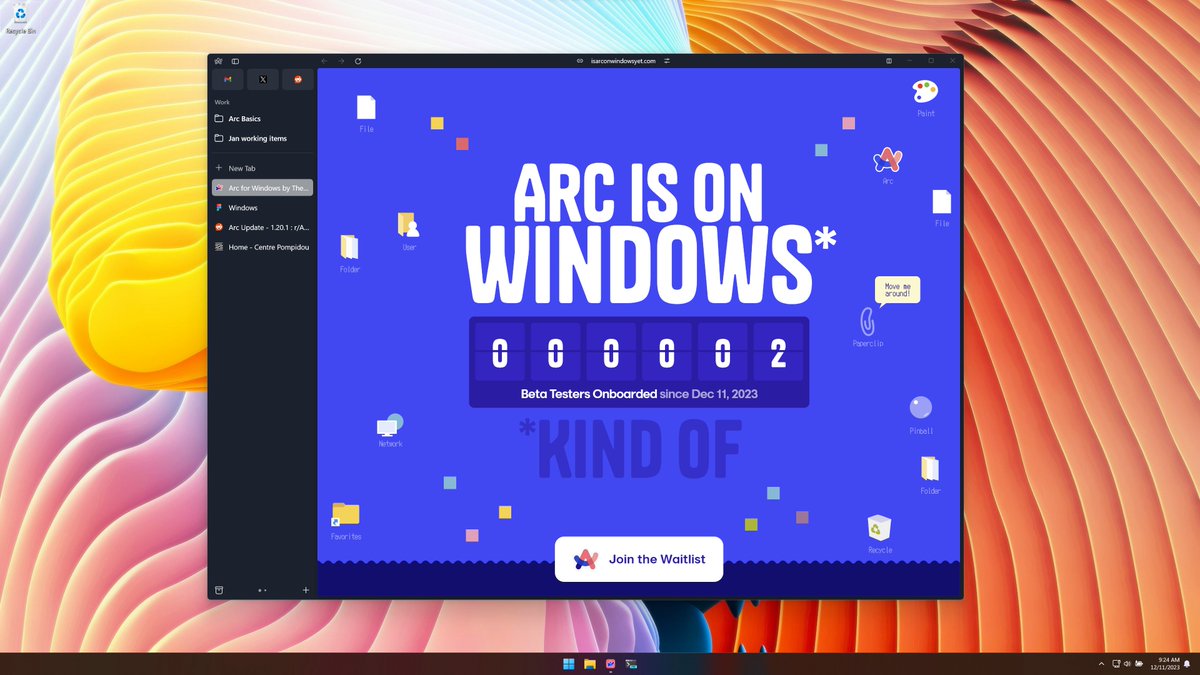 Recycle Bin
isarconwindowsyet.com
Work
Arc Basics
Jan working items
New Tab
Arc for Windows by The...
Windows
Arc Update - 1.20.1 : r/A...
Home - Centre Pompidou
File
Paint
Arc
File
User
Folder
ARC IS ON
WINDOWS*
Move me
around!
Paperclip
0 0 0 0 0 2
Beta Testers Onboarded since Dec 11, 2023
*KIND OF
Pinball
Network
Folder
Favorites
Recycle
Join the Waitlist
9:24 AM
12/11/2023